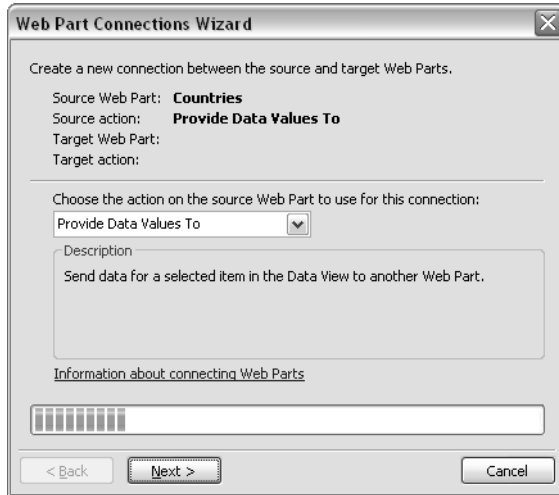 Web Part Connections Wizard
Create a new connection between the source and target Web Parts.
Source Web Part: Countries
Source action: Provide Data Values To
Target Web Part:
Target action:
Choose the action on the source Web Part to use for this connection:
Provide Data Values To
Description
Send data for a selected item in the Data View to another Web Part.
Information about connecting Web Parts
< Back Next > Cancel